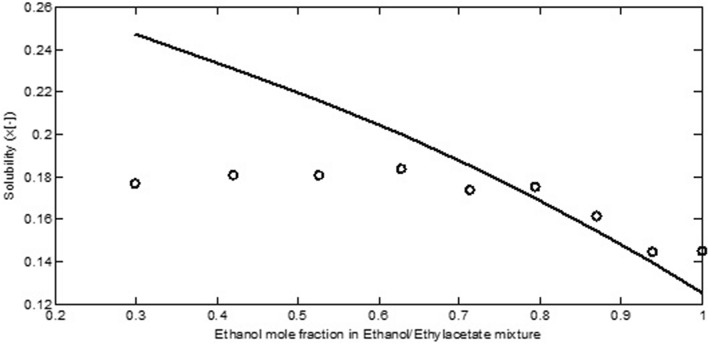 0.26
0.24
0.22
0.2
0.18
0.16
0.14
0.12
Solubility (x[-])
0.2 0.3 0.4 0.5 0.6 0.7 0.8 0.9 1
Ethanol mole fraction in Ethanol/Ethylacetate mixture